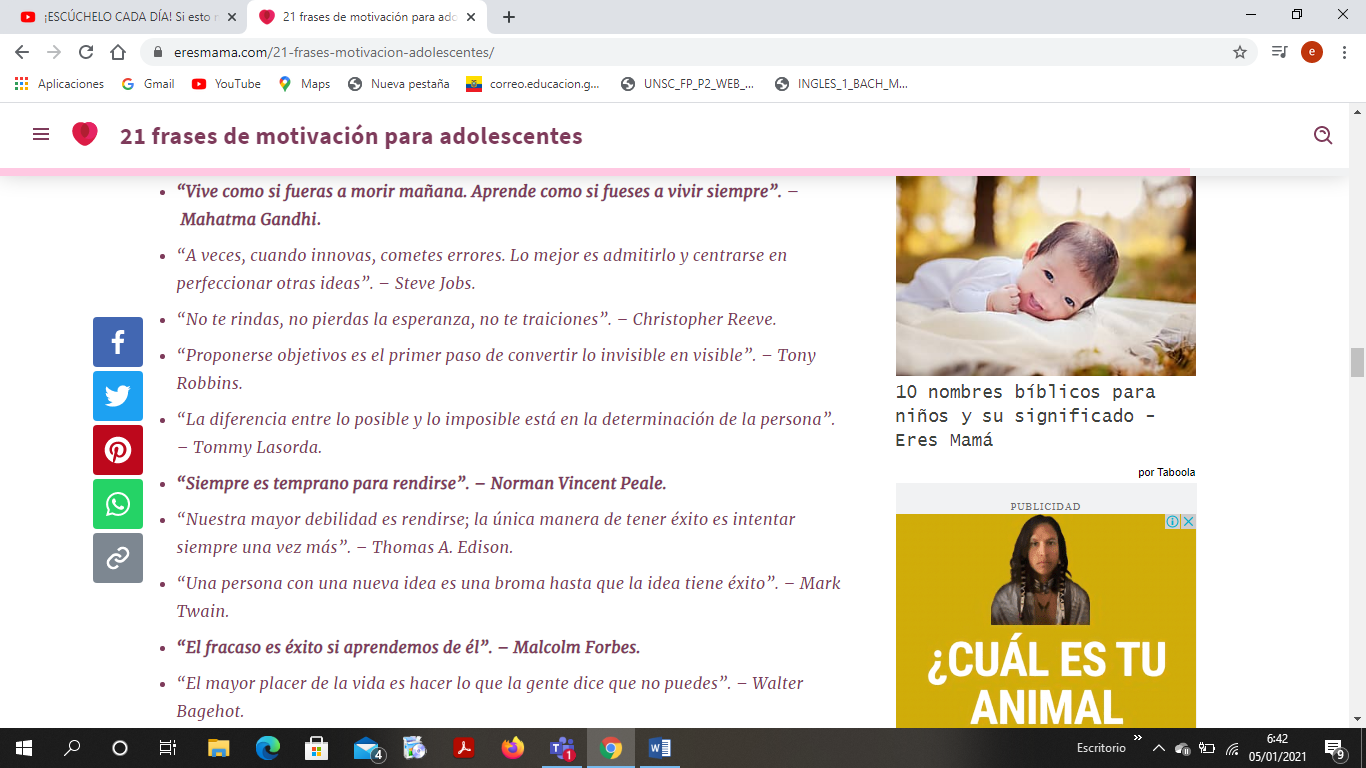 ¡ESCÚCHELO CADA DÍA! Si esto
21 frases de motivación para ado
eresmama.com/21-frases-motivacion-adolescentes/
e
Aplicaciones
Gmail
YouTube
Maps
Nueva pestaña
correo.educacion.g...
UNSC_FP_P2_WEB_...
INGLES_1_BACH_M...
21 frases de motivación para adolescentes
“Vive como si fueras a morir mañana. Aprende como si fueses a vivir siempre”. –
Mahatma Gandhi.
“A veces, cuando innovas, cometes errores. Lo mejor es admitirlo y centrarse en
perfeccionar otras ideas”. – Steve Jobs.
“No te rindas, no pierdas la esperanza, no te traiciones”. – Christopher Reeve.
“Proponerse objetivos es el primer paso de convertir lo invisible en visible”. – Tony
Robbins.
“La diferencia entre lo posible y lo imposible está en la determinación de la persona”.
– Tommy Lasorda.
“Siempre es temprano para rendirse”. – Norman Vincent Peale.
“Nuestra mayor debilidad es rendirse; la única manera de tener éxito es intentar
siempre una vez más”. – Thomas A. Edison.
“Una persona con una nueva idea es una broma hasta que la idea tiene éxito”. – Mark
Twain.
“El fracaso es éxito si aprendemos de él”. – Malcolm Forbes.
“El mayor placer de la vida es hacer lo que la gente dice que no puedes”. – Walter
Bagehot.
10 nombres bíblicos para
niños y su significado -
Eres Mamá
por Taboola
PUBLICIDAD
¿CUÁL ES TU
ANIMAL
4
1
Escritorio
6:42
05/01/2021
9